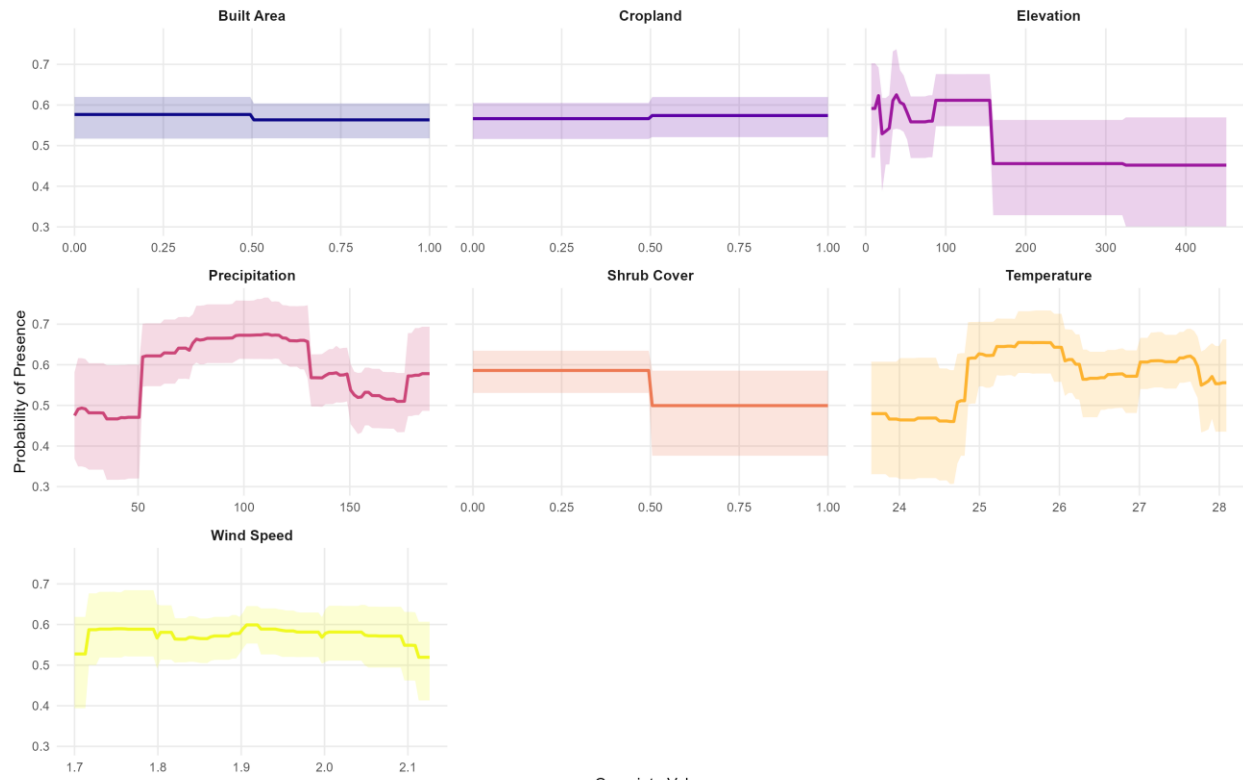 Built Area Cropland Elevation
0.7
0.6
0.5
0.4
0.3
0.00 0.25 0.50 0.75 1.00 0.00 0.25 0.50 0.75 1.00 0 100 200 300 400
Precipitation Shrub Cover Temperature
0.7
0.6
0.5
0.4
0.3
50 100 150 0.00 0.25 0.50 0.75 1.00 24 25 26 27 28
Probability of Presence
Wind Speed
0.7
0.6
0.5
0.4
0.3
1.7 1.8 1.9 2.0 2.1